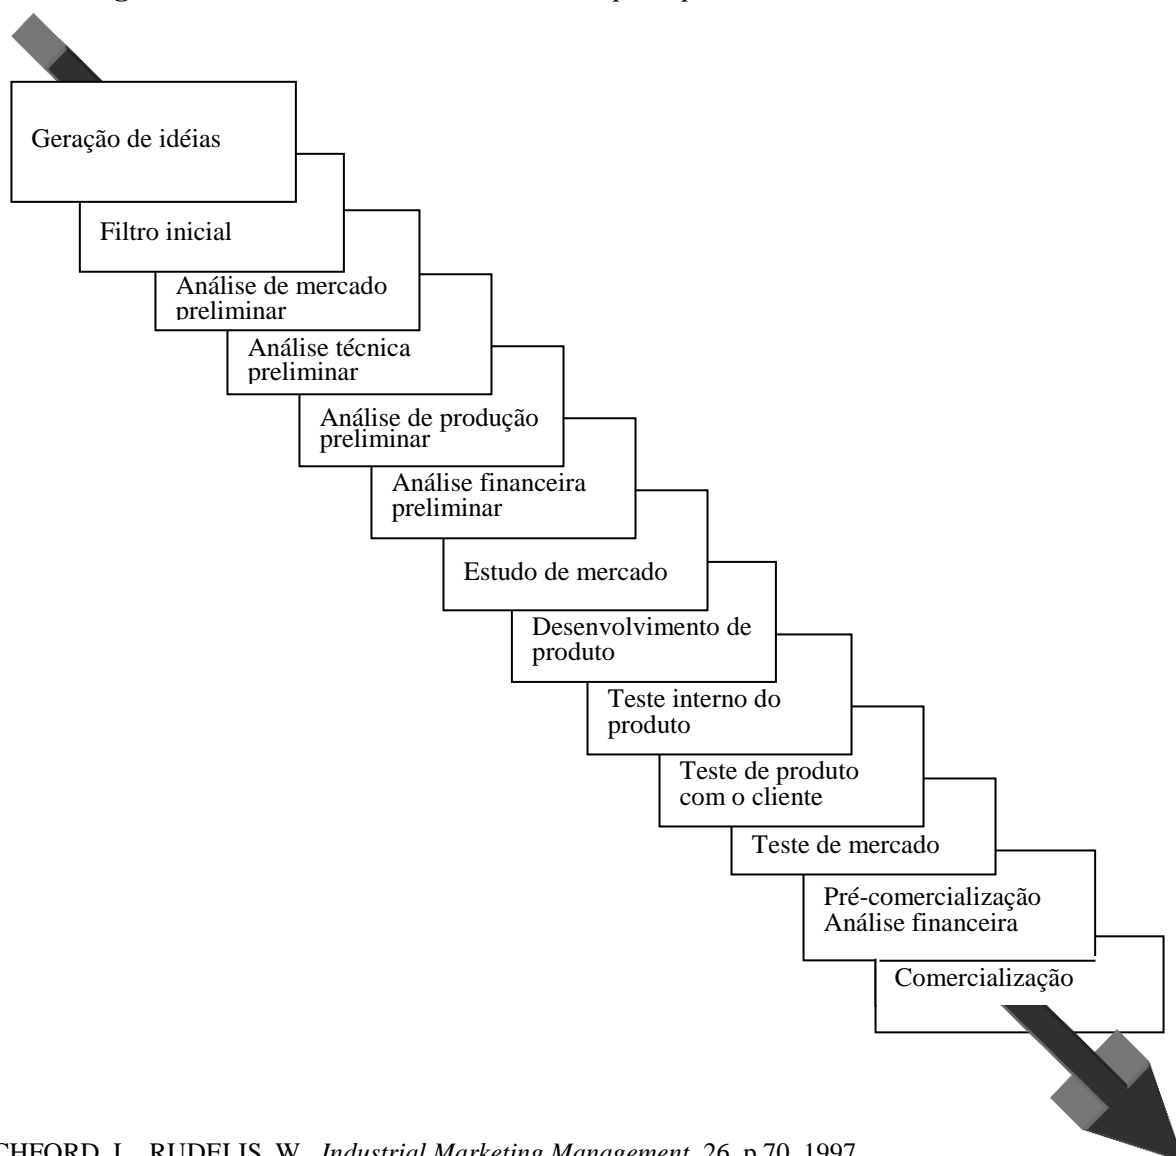 Geração de idéias
Filtro inicial
Análise de mercado
preliminar
Análise técnica
preliminar
Análise de produção
preliminar
Análise financeira
preliminar
Estudo de mercado
Desenvolvimento de
produto
Teste interno do
produto
Teste de produto
com o cliente
Teste de mercado
Pré-comercialização
Análise financeira
Comercialização
CHFORD, L., RUDELIS, W., Industrial Marketing Management, 26, p.70, 1997